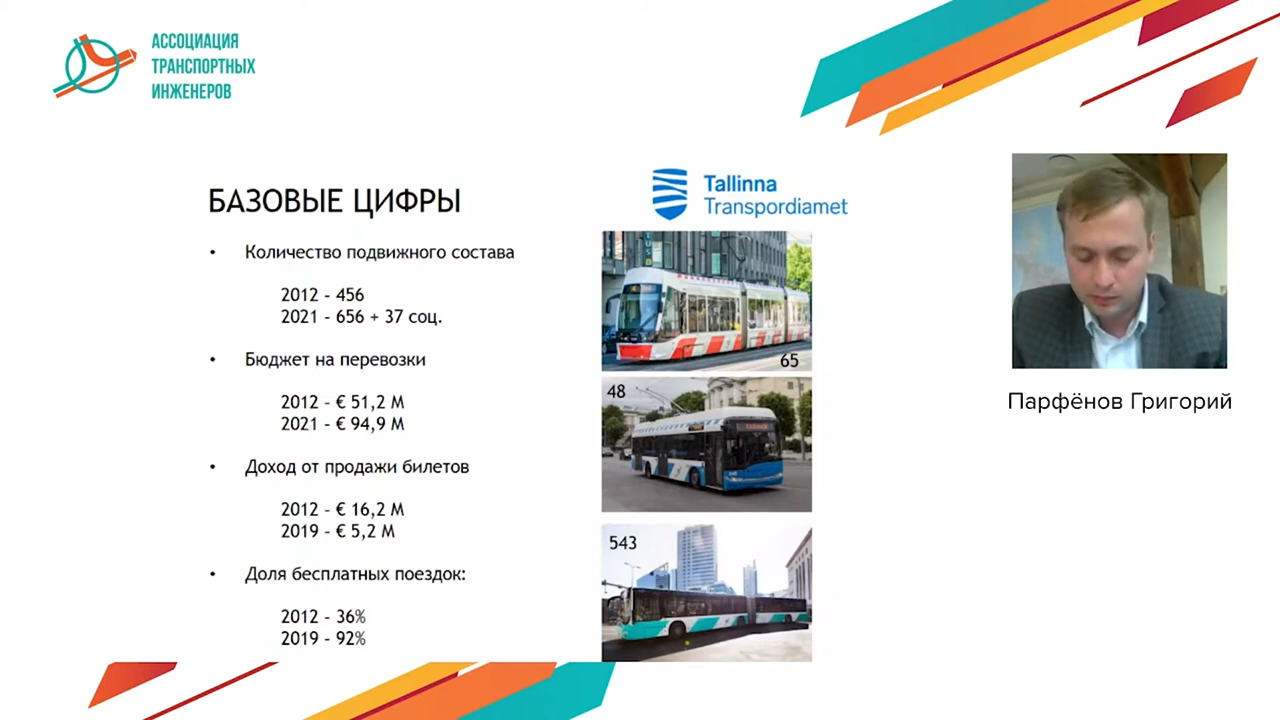 АССОЦИАЦИЯ
ТРАНСПОРТНЫХ
ИНЖЕНЕРОВ
БАЗОВЫЕ ЦИФРЫ
Tallinna
Transpordiamet
• Количество подвижного состава
2012 - 456
2021 - 656 + 37 соц.
• Бюджет на перевозки
2012 - € 51,2 M
2021 - € 94,9 M
• Доход от продажи билетов
2012 - € 16,2 M
2019 - € 5,2 M
• Доля бесплатных поездок:
2012 - 36%
2019 - 92%
65
48
543
Парфёнов Григорий